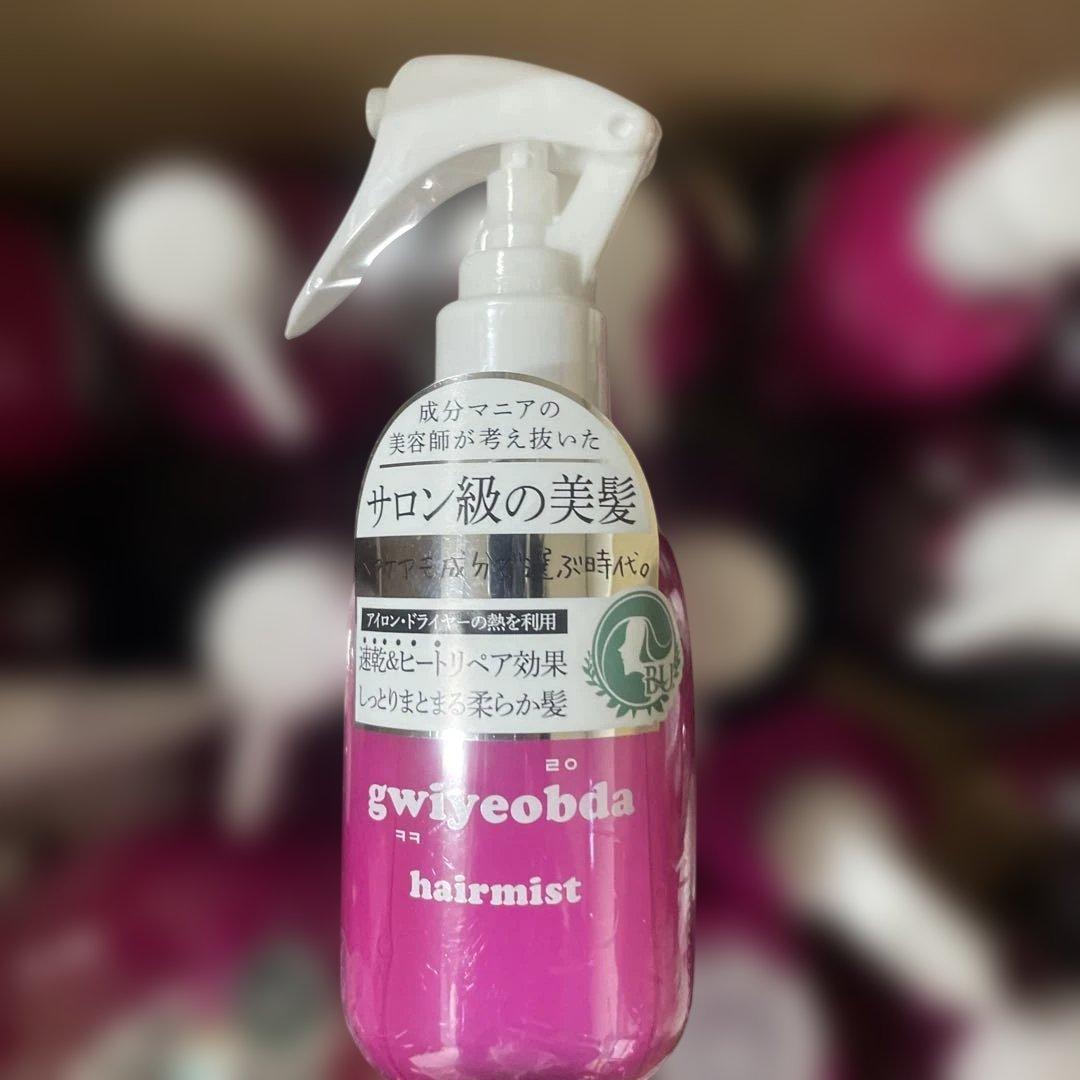 成分マニアの
美容師が考え抜いた
サロン級の美髪
ヘアケアも成分で選ぶ時代。
アイロン・ドライヤーの熱を利用
速乾&ヒートリペア効果
しっとりまとまる柔らか髪
BU
ㄹㅇ
gwiyeobda
ㅋㅋ
hairmist